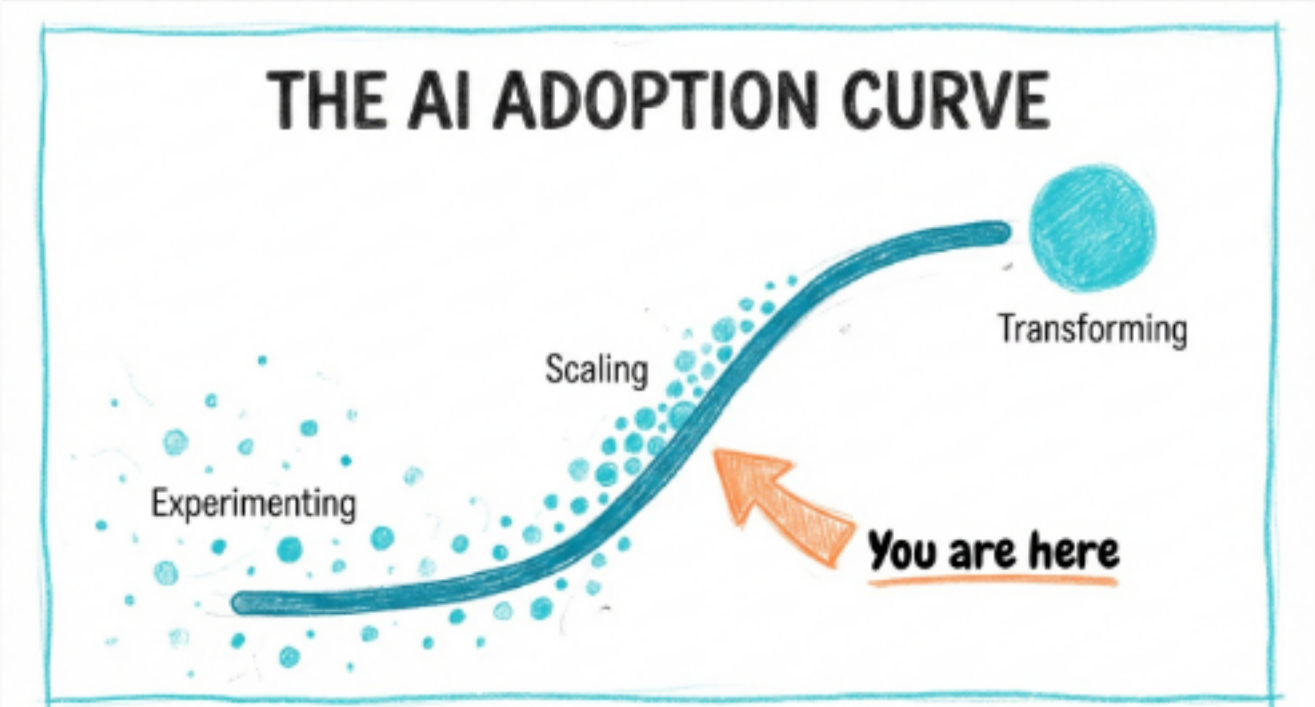 THE AI ADOPTION CURVE
Transforming
Scaling
Experimenting
You are here